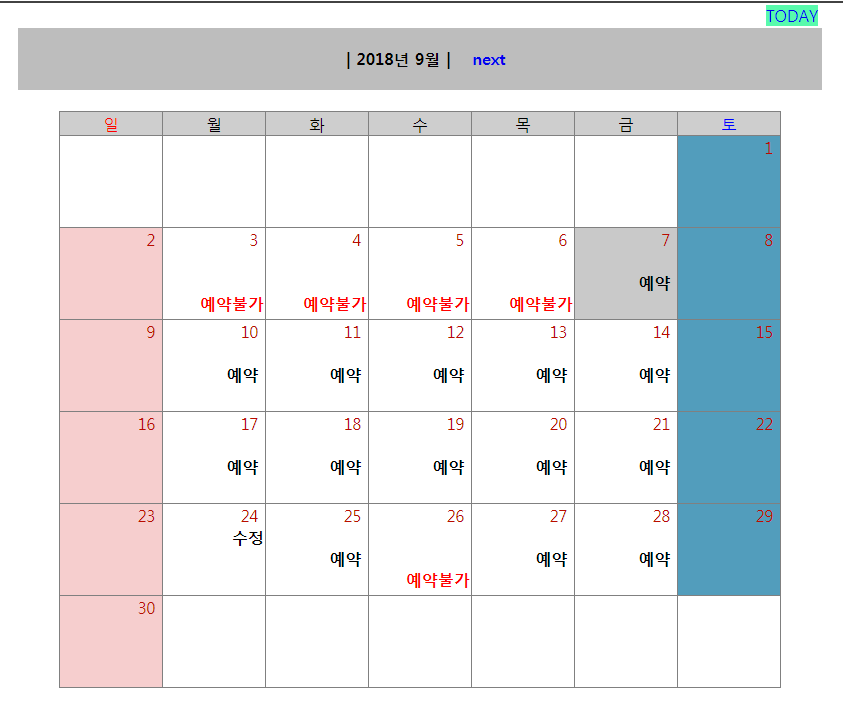 TODAY
| 2018년 9월 | next
일 월 화 수 목 금 토
1
2 3 4 5 6 7 8
예약
예약불가 예약불가 예약불가 예약불가
9 10 11 12 13 14 15
예약 예약 예약 예약 예약
16 17 18 19 20 21 22
예약 예약 예약 예약 예약
23 24 25 26 27 28 29
수정
예약 예약 예약
예약불가
30